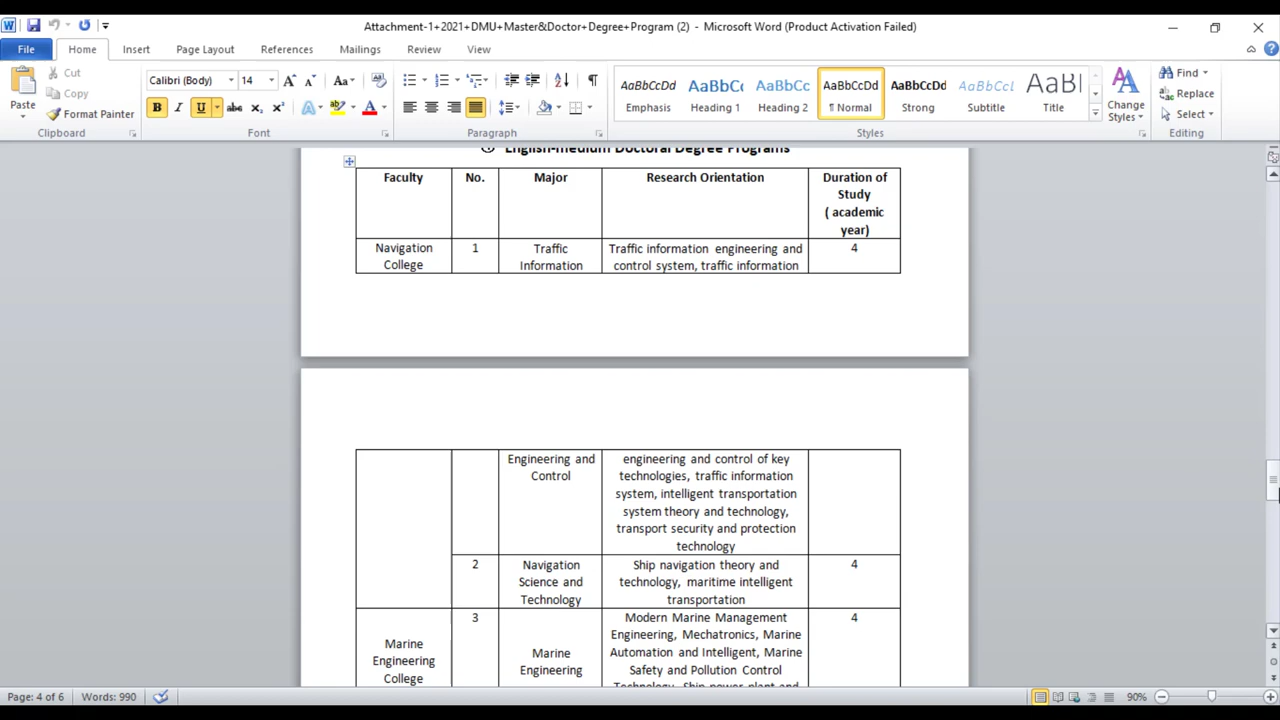 Attachment-1+2021+DMU+Master&Doctor+Degree+Program (2) - Microsoft Word (Product Activation Failed)
File Home Insert Page Layout References Mailings Review View
Paste
Cut
Copy
Format Painter
Clipboard
Calibri (Body) 14
Font
Paragraph
AaBbCcDd AaBbCc AaBbCc AaBbCcDd AaBbCcDd AaBbCcL AaBl
Emphasis Heading 1 Heading 2 ¶ Normal Strong Subtitle Title
Change
Styles
Styles
Find
Replace
Select
Editing
English-medium Doctoral Degree Programs
Faculty No. Major Research Orientation Duration of
Study
( academic
year)
Navigation 1 Traffic Traffic information engineering and 4
College Information control system, traffic information
Engineering and engineering and control of key
Control technologies, traffic information
system, intelligent transportation
system theory and technology,
transport security and protection
technology
2 Navigation Ship navigation theory and 4
Science and technology, maritime intelligent
Technology transportation
3 Modern Marine Management 4
Engineering, Mechatronics, Marine
Marine Marine Automation and Intelligent, Marine
Engineering Engineering Safety and Pollution Control
College Technology, Ship power plant and
Page: 4 of 6 Words: 990 90%